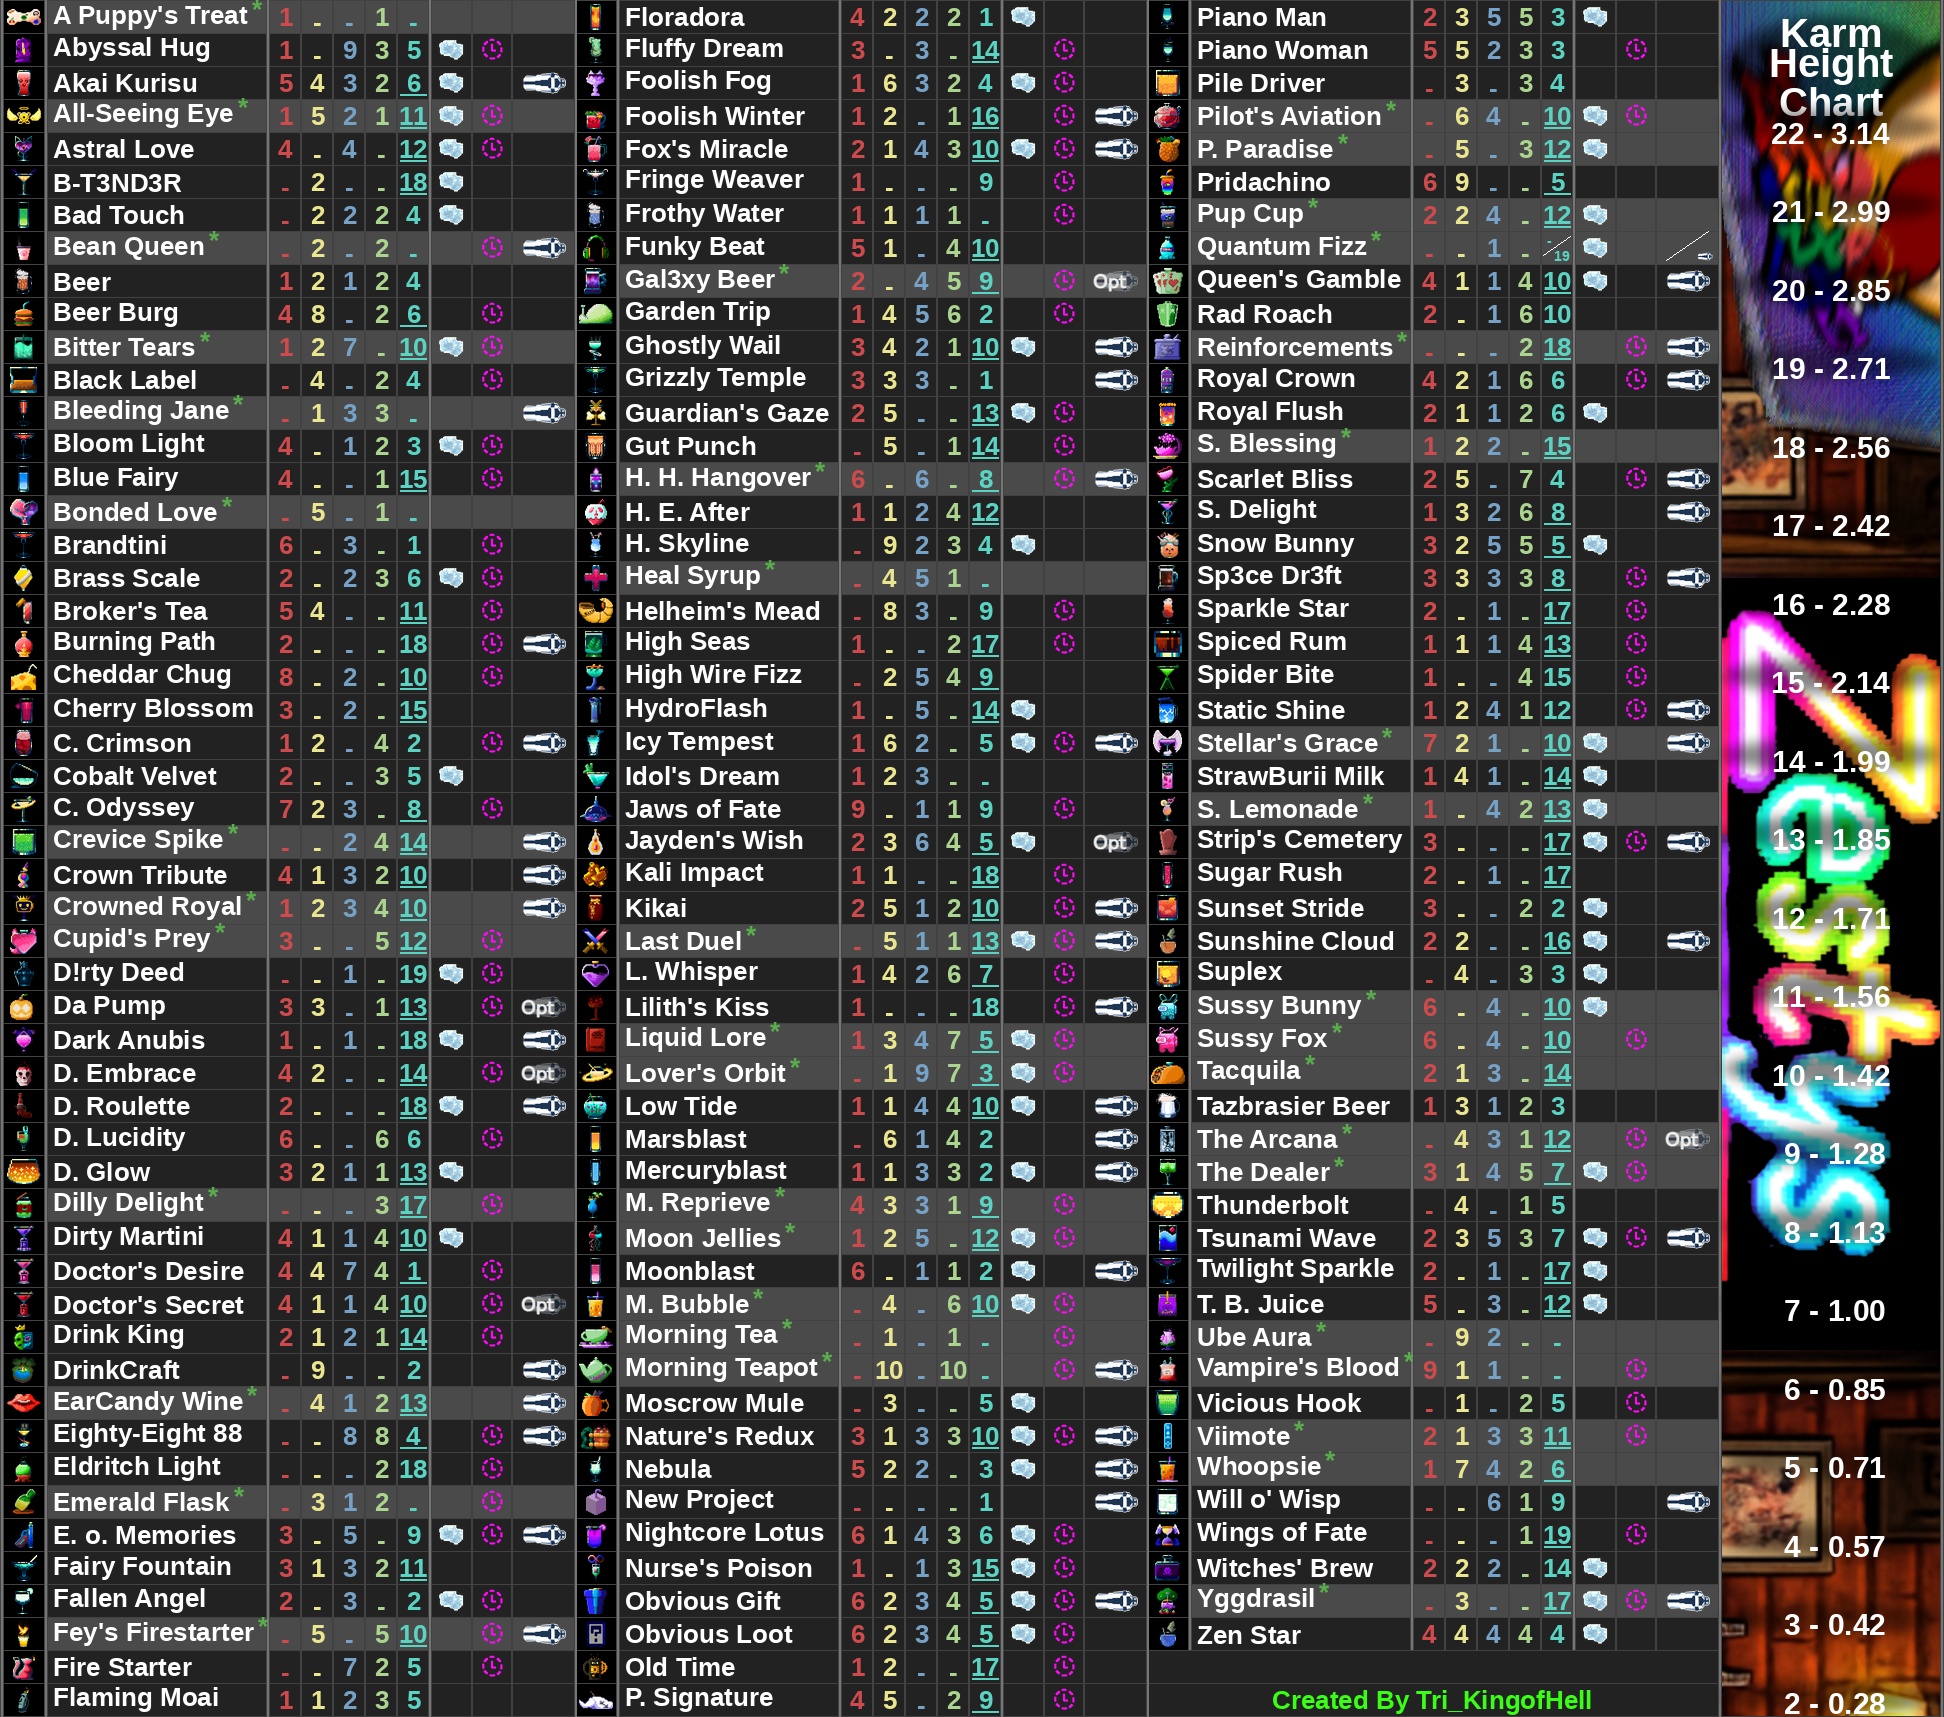 A Puppy's Treat * 1 - - 1 -
Abyssal Hug 1 - 9 3 5
Akai Kurisu 5 4 3 2 6
All-Seeing Eye * 1 5 2 1 11
Astral Love 4 - 4 - 12
B-T3ND3R - 2 - - 18
Bad Touch - 2 2 2 4
Bean Queen * - 2 - 2 -
Beer 1 2 1 2 4
Beer Burg 4 8 - 2 6
Bitter Tears * 1 2 7 - 10
Black Label - 4 - 2 4
Bleeding Jane * - 1 3 3 -
Bloom Light 4 - 1 2 3
Blue Fairy 4 - - 1 15
Bonded Love * - 5 - 1 -
Brandtini 6 - 3 - 1
Brass Scale 2 - 2 3 6
Broker's Tea 5 4 - - 11
Burning Path 2 - - - 18
Cheddar Chug 8 - 2 - 10
Cherry Blossom 3 - 2 - 15
C. Crimson 1 2 - 4 2
Cobalt Velvet 2 - - 3 5
C. Odyssey 7 2 3 - 8
Crevice Spike * - - 2 4 14
Crown Tribute 4 1 3 2 10
Crowned Royal * 1 2 3 4 10
Cupid's Prey * 3 - - 5 12
D!rty Deed - - 1 - 19
Da Pump 3 3 - 1 13 Opt
Dark Anubis 1 - 1 - 18
D. Embrace 4 2 - - 14 Opt
D. Roulette 2 - - - 18
D. Lucidity 6 - - 6 6
D. Glow 3 2 1 1 13
Dilly Delight * - - - 3 17
Dirty Martini 4 1 1 4 10
Doctor's Desire 4 4 7 4 1
Doctor's Secret 4 1 1 4 10 Opt
Drink King 2 1 2 1 14
DrinkCraft - 9 - - 2
EarCandy Wine * - 4 1 2 13
Eighty-Eight 88 - - 8 8 4
Eldritch Light - - - 2 18
Emerald Flask * - 3 1 2 -
E. o. Memories 3 - 5 - 9
Fairy Fountain 3 1 3 2 11
Fallen Angel 2 - 3 - 2
Fey's Firestarter * - 5 - 5 10
Fire Starter - - 7 2 5
Flaming Moai 1 1 2 3 5
Floradora 4 2 2 2 1
Fluffy Dream 3 - 3 - 14
Foolish Fog 1 6 3 2 4
Foolish Winter 1 2 - 1 16
Fox's Miracle 2 1 4 3 10
Fringe Weaver 1 - - - 9
Frothy Water 1 1 1 1 -
Funky Beat 5 1 - 4 10
Gal3xy Beer * 2 - 4 5 9 Opt
Garden Trip 1 4 5 6 2
Ghostly Wail 3 4 2 1 10
Grizzly Temple 3 3 3 - 1
Guardian's Gaze 2 5 - - 13
Gut Punch - 5 - 1 14
H. H. Hangover * 6 - 6 - 8
H. E. After 1 1 2 4 12
H. Skyline - 9 2 3 4
Heal Syrup * - 4 5 1 -
Helheim's Mead - 8 3 - 9
High Seas 1 - - 2 17
High Wire Fizz - 2 5 4 9
HydroFlash 1 - 5 - 14
Icy Tempest 1 6 2 - 5
Idol's Dream 1 2 3 - -
Jaws of Fate 9 - 1 1 9
Jayden's Wish 2 3 6 4 5 Opt
Kali Impact 1 1 - - 18
Kikai 2 5 1 2 10
Last Duel * - 5 1 1 13
L. Whisper 1 4 2 6 7
Lilith's Kiss 1 - - - 18
Liquid Lore * 1 3 4 7 5
Lover's Orbit * - 1 9 7 3
Low Tide 1 1 4 4 10
Marsblast - 6 1 4 2
Mercuryblast 1 1 3 3 2
M. Reprieve * 4 3 3 1 9
Moon Jellies * 1 2 5 - 12
Moonblast 6 - 1 1 2
M. Bubble * - 4 - 6 10
Morning Tea * - 1 - 1 -
Morning Teapot * - 10 - 10 -
Moscrow Mule - 3 - - 5
Nature's Redux 3 1 3 3 10
Nebula 5 2 2 - 3
New Project - - - - 1
Nightcore Lotus 6 1 4 3 6
Nurse's Poison 1 - 1 3 15
Obvious Gift 6 2 3 4 5
Obvious Loot 6 2 3 4 5
Old Time 1 2 - - 17
P. Signature 4 5 - 2 9
Piano Man 2 3 5 5 3
Piano Woman 5 5 2 3 3
Pile Driver - 3 - 3 4
Pilot's Aviation * - 6 4 - 10
P. Paradise * - 5 - 3 12
Pridachino 6 9 - - 5
Pup Cup * 2 2 4 - 12
Quantum Fizz * - - 1 - -/19
Queen's Gamble 4 1 1 4 10
Rad Roach 2 - 1 6 10
Reinforcements * - - - 2 18
Royal Crown 4 2 1 6 6
Royal Flush 2 1 1 2 6
S. Blessing * 1 2 2 - 15
Scarlet Bliss 2 5 - 7 4
S. Delight 1 3 2 6 8
Snow Bunny 3 2 5 5 5
Sp3ce Dr3ft 3 3 3 3 8
Sparkle Star 2 - 1 - 17
Spiced Rum 1 1 1 4 13
Spider Bite 1 - - 4 15
Static Shine 1 2 4 1 12
Stellar's Grace * 7 2 1 - 10
StrawBurii Milk 1 4 1 - 14
S. Lemonade * 1 - 4 2 13
Strip's Cemetery 3 - - - 17
Sugar Rush 2 - 1 - 17
Sunset Stride 3 - - 2 2
Sunshine Cloud 2 2 - - 16
Suplex - 4 - 3 3
Sussy Bunny * 6 - 4 - 10
Sussy Fox * 6 - 4 - 10
Tacquila * 2 1 3 - 14
Tazbrasier Beer 1 3 1 2 3
The Arcana * - 4 3 1 12 Opt
The Dealer * 3 1 4 5 7
Thunderbolt - 4 - 1 5
Tsunami Wave 2 3 5 3 7
Twilight Sparkle 2 - 1 - 17
T. B. Juice 5 - 3 - 12
Ube Aura * - 9 2 - -
Vampire's Blood * 9 1 1 - -
Vicious Hook - 1 - 2 5
Viimote * 2 1 3 3 11
Whoopsie * 1 7 4 2 6
Will o' Wisp - - 6 1 9
Wings of Fate - - - 1 19
Witches' Brew 2 2 2 - 14
Yggdrasil * - 3 - - 17
Zen Star 4 4 4 4 4
Created By Tri_KingofHell
Karm
Height
Chart
22 - 3.14
21 - 2.99
20 - 2.85
19 - 2.71
18 - 2.56
17 - 2.42
16 - 2.28
15 - 2.14
14 - 1.99
13 - 1.85
12 - 1.71
11 - 1.56
10 - 1.42
9 - 1.28
8 - 1.13
7 - 1.00
6 - 0.85
5 - 0.71
4 - 0.57
3 - 0.42
2 - 0.28